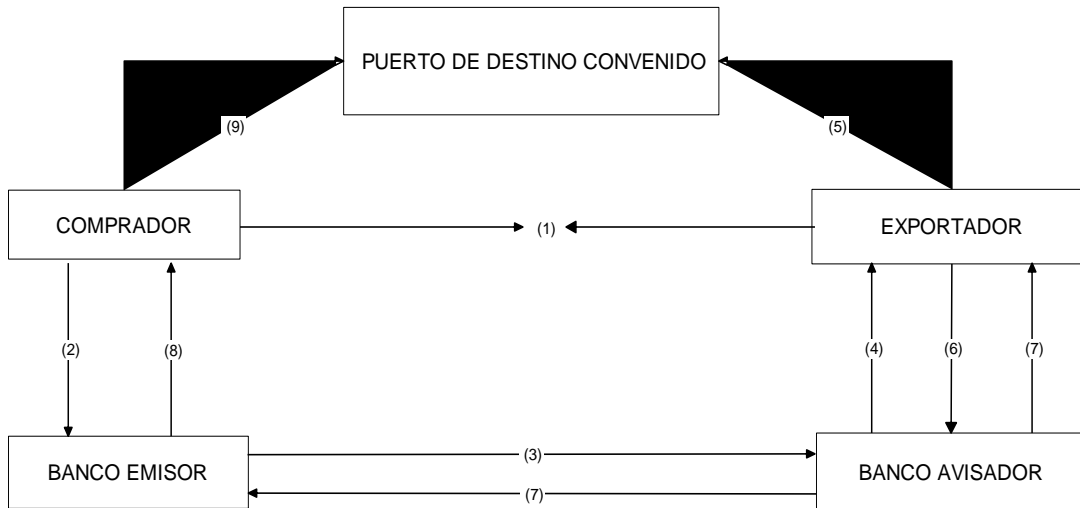 PUERTO DE DESTINO CONVENIDO
(9)
(5)
COMPRADOR
(1)
EXPORTADOR
(2)
(8)
(4)
(6)
(7)
BANCO EMISOR
(3)
BANCO AVISADOR
(7)